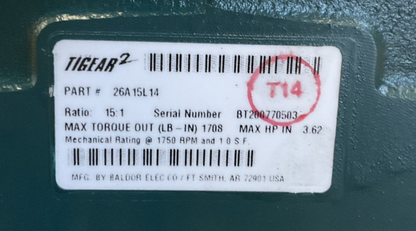 TIGEAR 2
T14
PART # 26A15L14
Ratio: 15:1 Serial Number BT200770503
MAX TORQUE OUT (LB-IN) 1708 MAX HP IN 3.62
Mechanical Rating @ 1750 RPM and 1.0 S.F.
MFG. BY BALDOR ELEC CO / FT SMITH, AR 72901 USA